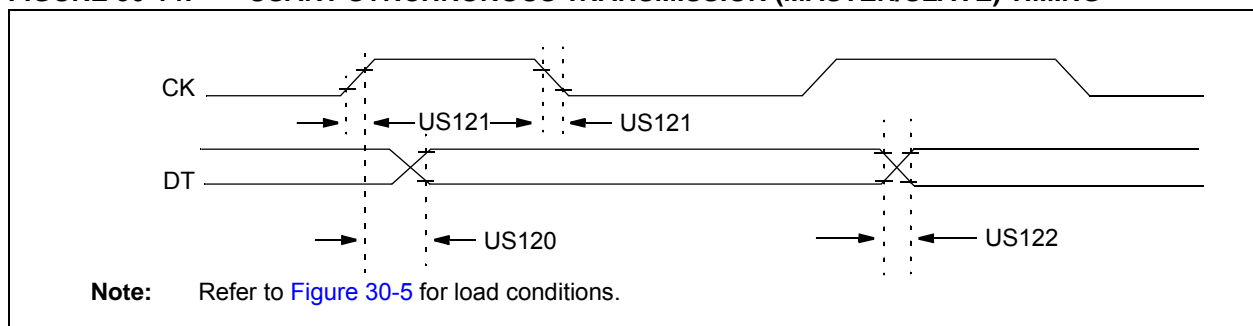 CK
US121
US121
DT
US120
US122
Note: Refer to Figure 30-5 for load conditions.